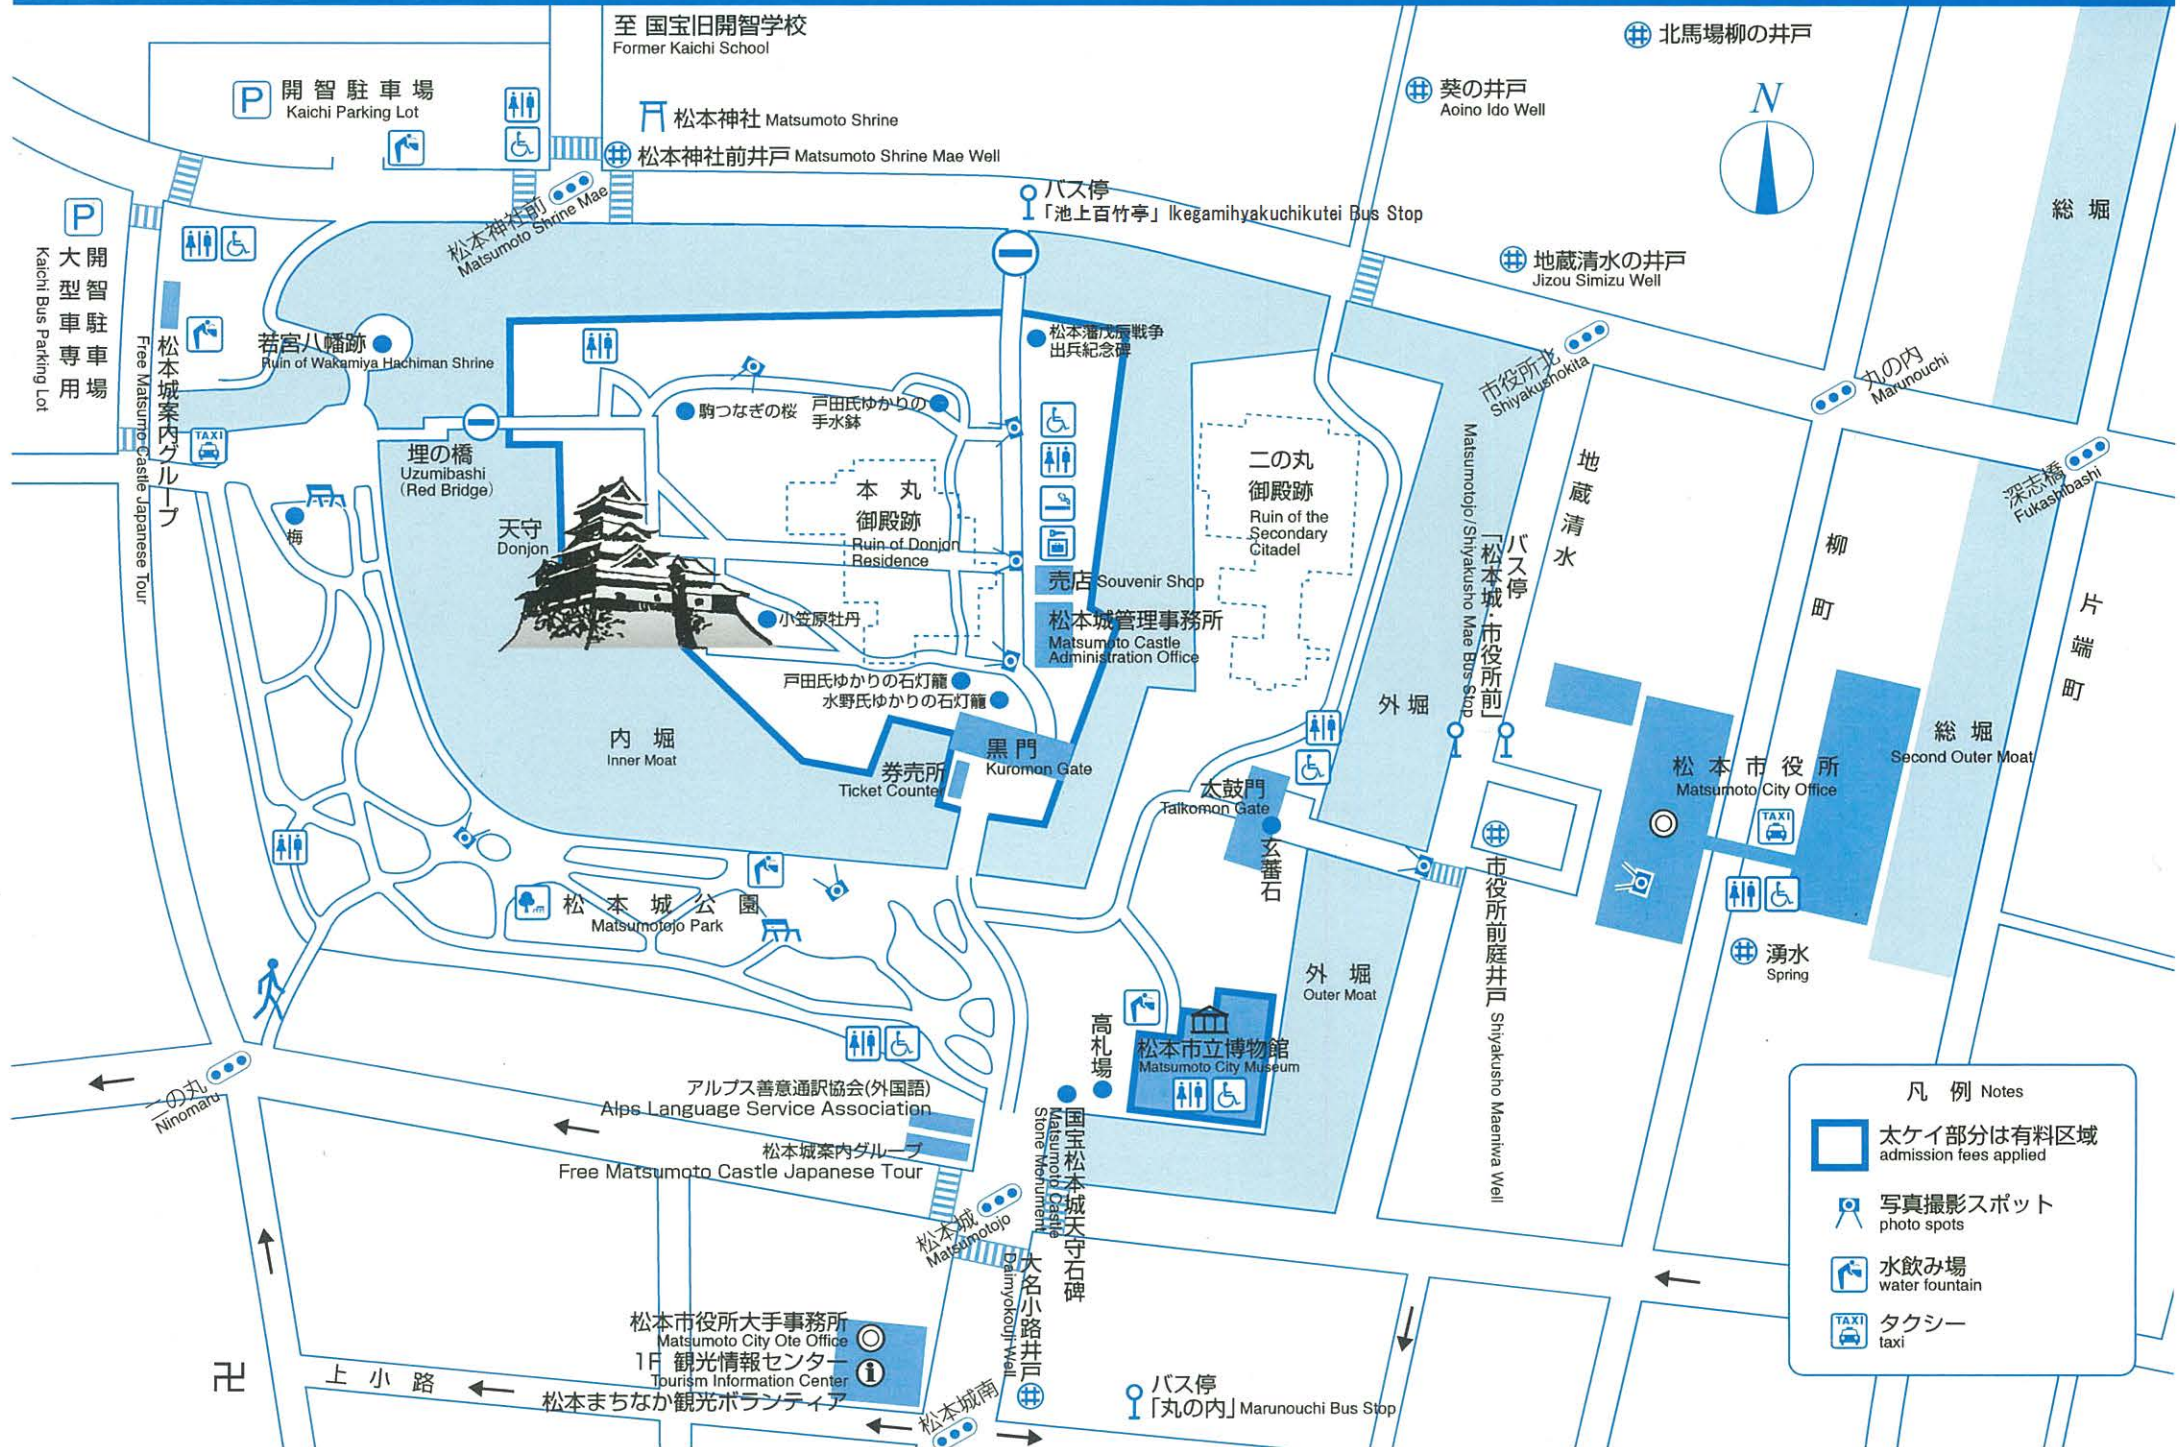 至 国宝旧開智学校
Former Kaichi School
北馬場柳の井戸
開智駐車場
Kaichi Parking Lot
葵の井戸
Aoino Ido Well
N
松本神社 Matsumoto Shrine
松本神社前井戸 Matsumoto Shrine Mae Well
松本神社前
Matsumoto Shrine Mae
バス停
「池上百竹亭」Ikegamihyakuchikutei Bus Stop
総堀
P
P
開智駐車場
大型車専用
Kaichi Bus Parking Lot
地蔵清水の井戸
Jizou Simizu Well
松本城案内グループ
Free Matsumo Castle Japanese Tour
若宮八幡跡
Ruin of Wakamiya Hachiman Shrine
松本藩戊辰戦争
出兵紀念碑
市役所北
Shiyakushokita
丸の内
Marunouchi
駒つなぎの桜
戸田氏ゆかりの
手水鉢
TAXI
埋の橋
Uzumibashi
(Red Bridge)
二の丸
御殿跡
Ruin of the
Secondary
Citadel
本丸
御殿跡
Ruin of Donjon
Residence
深志橋
Fukashibashi
地蔵清水
梅
天守
Donjon
バス停
「松本城・市役所前」
Matsumotojo/Shiyakusho Mae Bus Stop
柳町
片端町
売店 Souvenir Shop
松本城管理事務所
Matsumoto Castle
Administration Office
小笠原牡丹
戸田氏ゆかりの石灯籠
水野氏ゆかりの石灯籠
外堀
内堀
Inner Moat
黒門
Kuromon Gate
券売所
Ticket Counter
太鼓門
Taikomon Gate
玄蕃石
総堀
Second Outer Moat
松本市役所
Matsumoto City Office
TAXI
松本城公園
Matsumotojo Park
市役所前庭井戸 Shiyakusho Maeniwa Well
湧水
Spring
外堀
Outer Moat
高札場
松本市立博物館
Matsumoto City Museum
二の丸
Ninomaru
アルプス善意通訳協会(外国語)
Alps Language Service Association
松本城案内グループ
Free Matsumoto Castle Japanese Tour
国宝松本城天守石碑
Matsumoto Castle
Stone Monument
松本城
Matsumotojo
大名小路井戸
Daimyokouji Well
松本市役所大手事務所
Matsumoto City Ote Office
1F 観光情報センター
Tourism Information Center
松本まちなか観光ボランティア
i
卍
上小路
松本城南
バス停
「丸の内」Marunouchi Bus Stop
凡例 Notes
太ケイ部分は有料区域
admission fees applied
写真撮影スポット
photo spots
水飲み場
water fountain
TAXI
タクシー
taxi